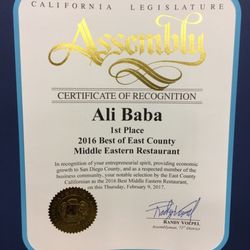 CALIFORNIA LEGISLATURE
Assembly
CERTIFICATE OF RECOGNITION
Ali Baba
1st Place
2016 Best of East County
Middle Eastern Restaurant
In recognition of your entrepreneurial spirit, providing economic
growth to San Diego County, and as a respected member of the
business community, your notable selection by the East County
Californian as the 2016 Best Middle Eastern Restaurant,
on this Thursday, February 9, 2017.
RANDY VOEPEL
Assemblyman, 71st District